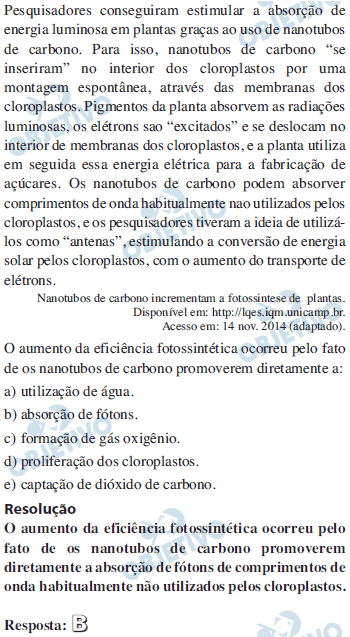 Pesquisadores conseguiram estimular a absorção de
energia luminosa em plantas graças ao uso de nanotubos
de carbono. Para isso, nanotubos de carbono “se
inseriram” no interior dos cloroplastos por uma
montagem espontânea, através das membranas dos
cloroplastos. Pigmentos da planta absorvem as radiações
luminosas, os elétrons sao “excitados” e se deslocam no
interior de membranas dos cloroplastos, e a planta utiliza
em seguida essa energia elétrica para a fabricação de
açúcares. Os nanotubos de carbono podem absorver
comprimentos de onda habitualmente nao utilizados pelos
cloroplastos, e os pesquisadores tiveram a ideia de utilizá-
los como “antenas”, estimulando a conversão de energia
solar pelos cloroplastos, com o aumento do transporte de
elétrons.
Nanotubos de carbono incrementam a fotossintese de plantas.
Disponível em: http://lqes.iqm.unicamp.br.
Acesso em: 14 nov. 2014 (adaptado).
O aumento da eficiência fotossintética ocorreu pelo fato
de os nanotubos de carbono promoverem diretamente a:
a) utilização de água.
b) absorção de fótons.
c) formação de gás oxigênio.
d) proliferação dos cloroplastos.
e) captação de dióxido de carbono.
Resolução
O aumento da eficiência fotossintética ocorreu pelo
fato de os nanotubos de carbono promoverem
diretamente a absorção de fótons de comprimentos de
onda habitualmente não utilizados pelos cloroplastos.
Resposta: B